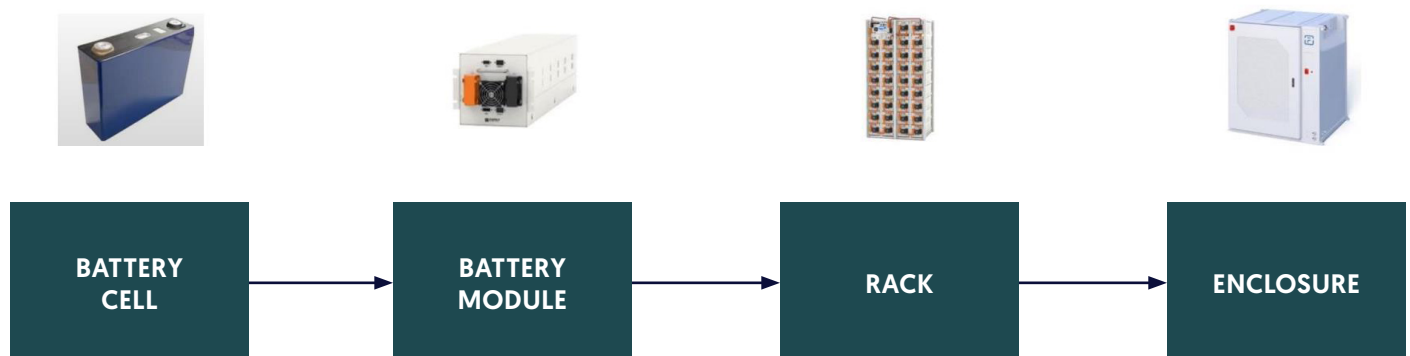 BATTERY
CELL
BATTERY
MODULE
RACK
ENCLOSURE